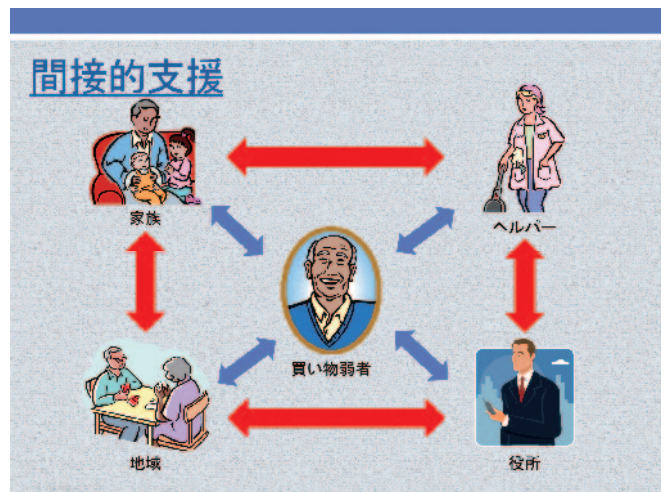 間接的支援
家族
ヘルパー
買い物弱者
地域
役所